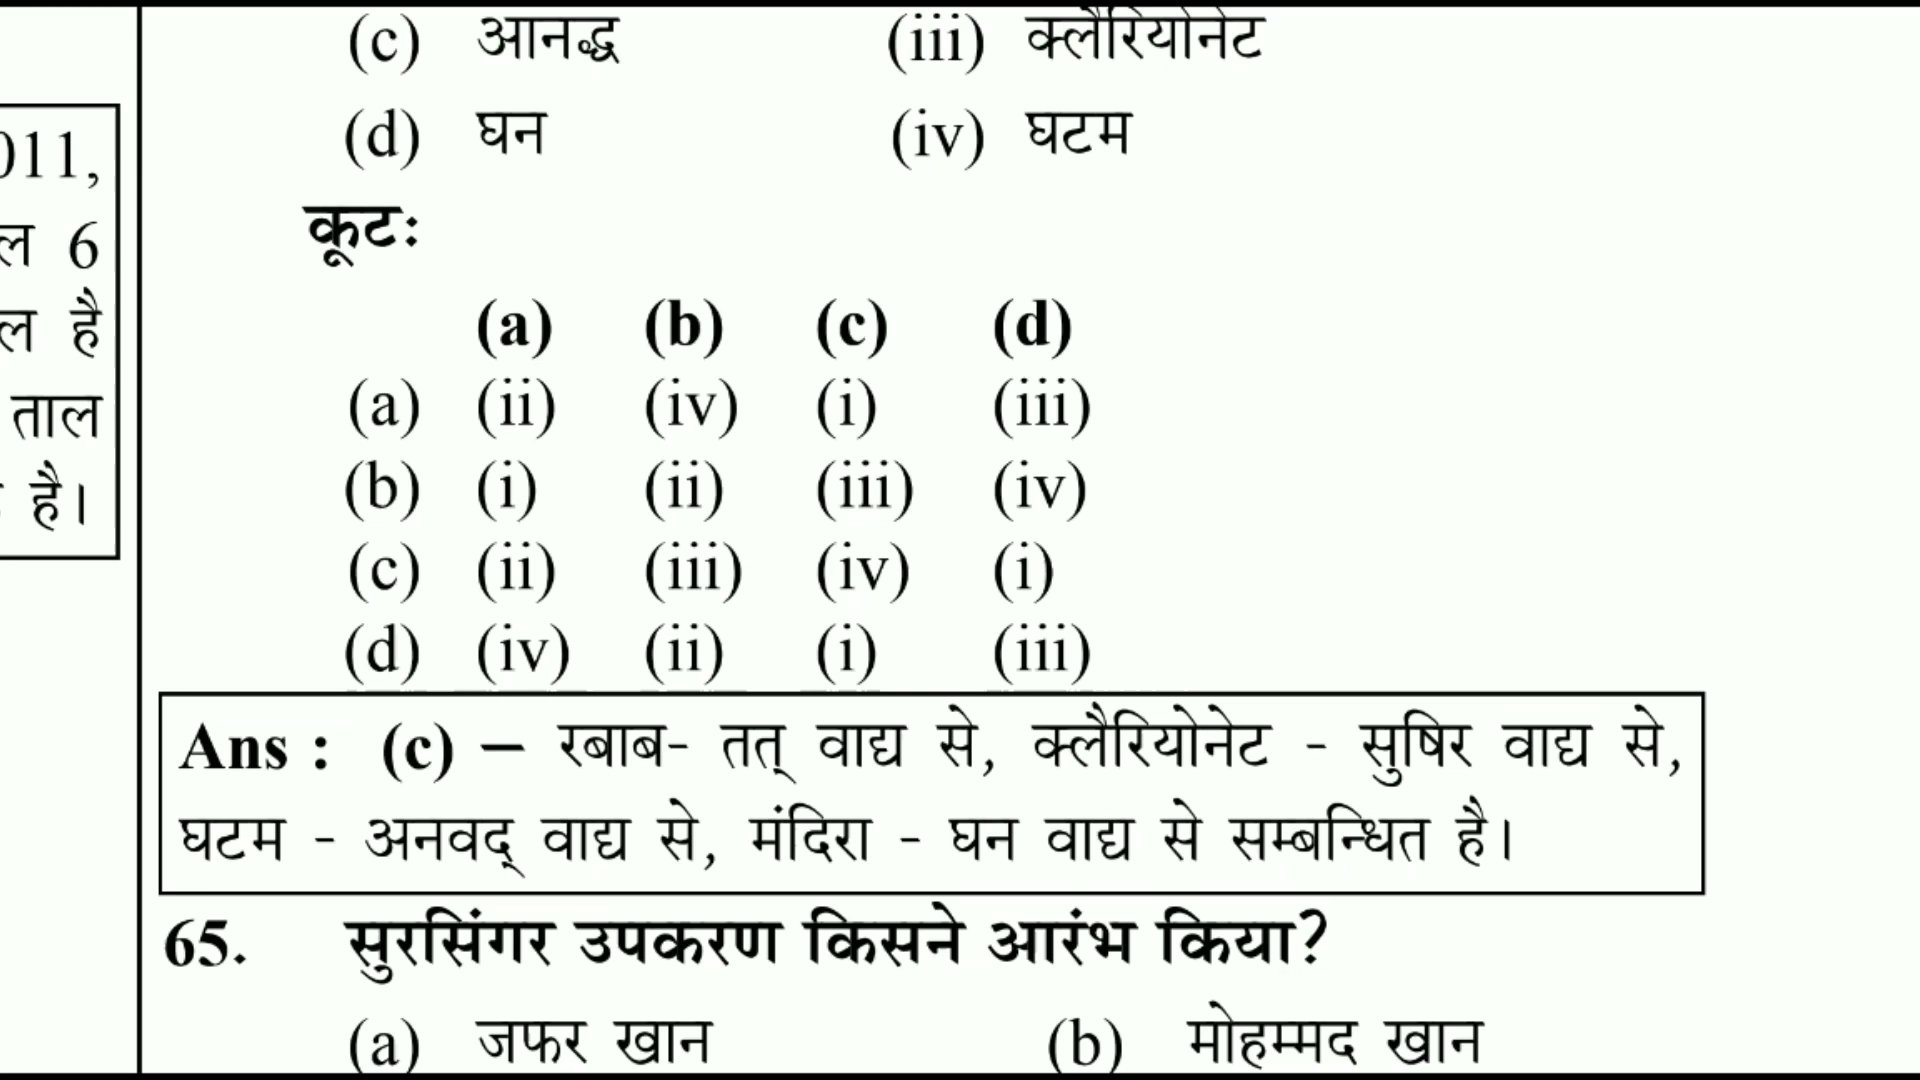 011,
ल 6
ल है
ताल
है।
(c) आनद्ध (iii) क्लैरियोनेट
(d) घन (iv) घटम
कूटः
(a) (b) (c) (d)
(a) (ii) (iv) (i) (iii)
(b) (i) (ii) (iii) (iv)
(c) (ii) (iii) (iv) (i)
(d) (iv) (ii) (i) (iii)
Ans : (c) – रबाब- तत् वाद्य से, क्लैरियोनेट - सुषिर वाद्य से,
घटम - अनवद् वाद्य से, मंदिरा - घन वाद्य से सम्बन्धित है।
65. सुरसिंगर उपकरण किसने आरंभ किया?
(a) जफर खान (b) मोहम्मद खान